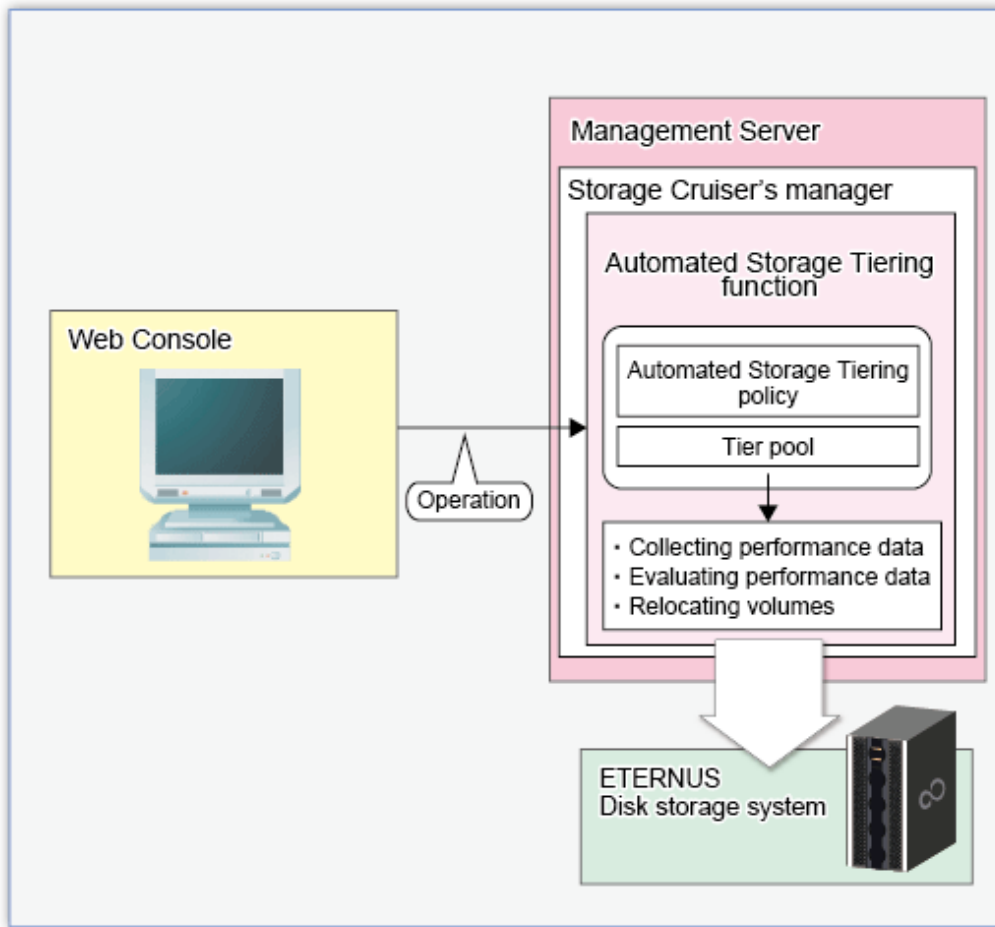 Management Server
Storage Cruiser's manager
Automated Storage Tiering
function
Web Console
Automated Storage Tiering
policy
Tier pool
Operation
・Collecting performance data
・Evaluating performance data
・Relocating volumes
ETERNUS
Disk storage system